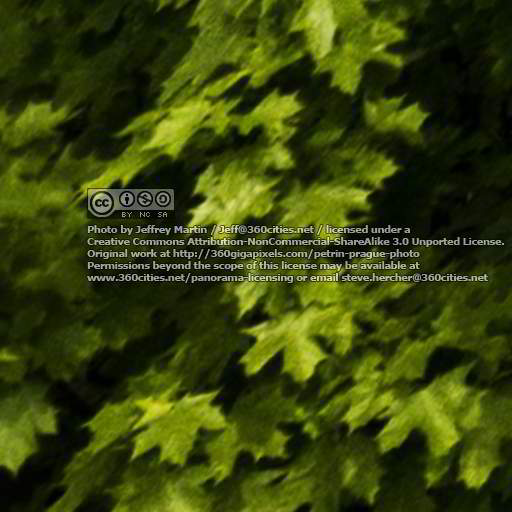 cc
BY NC SA
Photo by Jeffrey Martin / Jeff@360cities.net / licensed under a
Creative Commons Attribution-NonCommercial-ShareAlike 3.0 Unported License.
Original work at http://360gigapixels.com/petrin-prague-photo
Permissions beyond the scope of this license may be available at
www.360cities.net/panorama-licensing or email steve.hercher@360cities.net